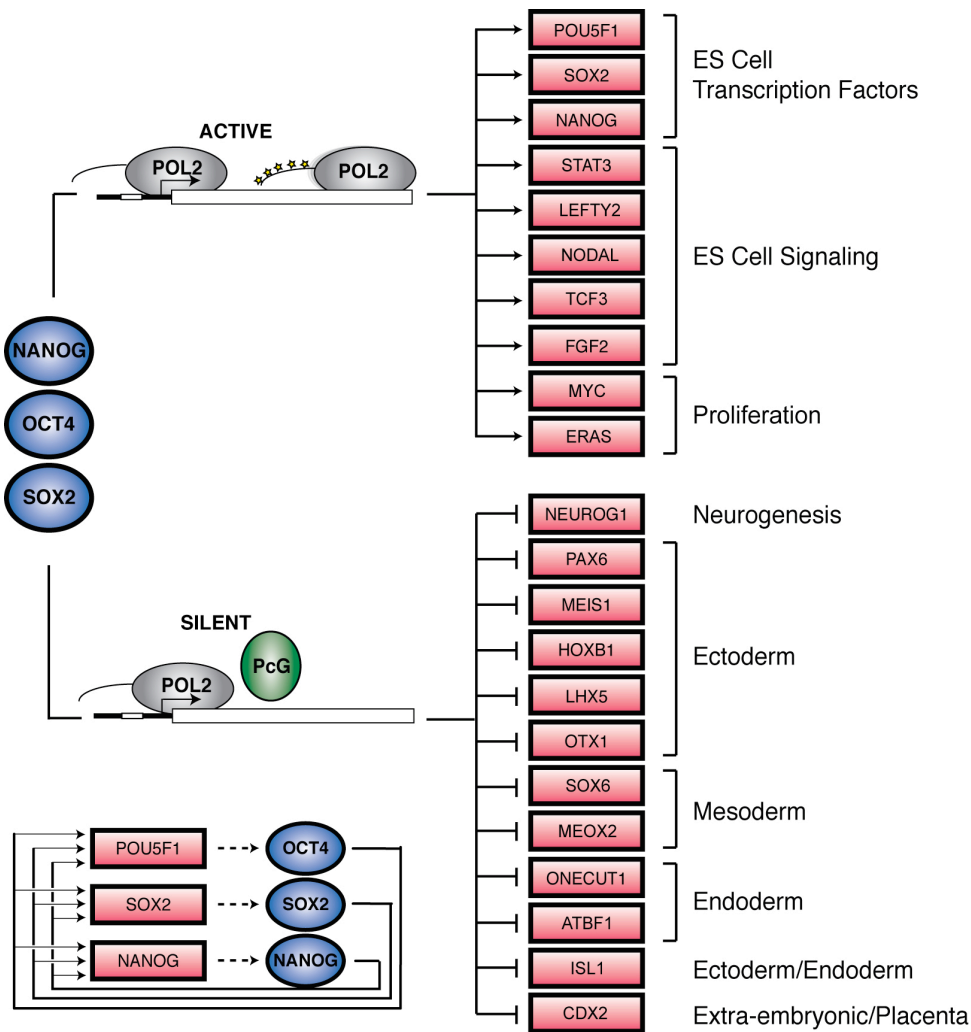 POU5F1
SOX2
NANOG
ES Cell
Transcription Factors
ACTIVE
POL2
POL2
STAT3
LEFTY2
NODAL
TCF3
FGF2
ES Cell Signaling
MYC
ERAS
Proliferation
NANOG
OCT4
SOX2
NEUROG1
Neurogenesis
PAX6
MEIS1
HOXB1
LHX5
OTX1
Ectoderm
SILENT
POL2
PcG
SOX6
MEOX2
Mesoderm
ONECUT1
ATBF1
Endoderm
ISL1
Ectoderm/Endoderm
CDX2
Extra-embryonic/Placenta
POU5F1
OCT4
SOX2
SOX2
NANOG
NANOG